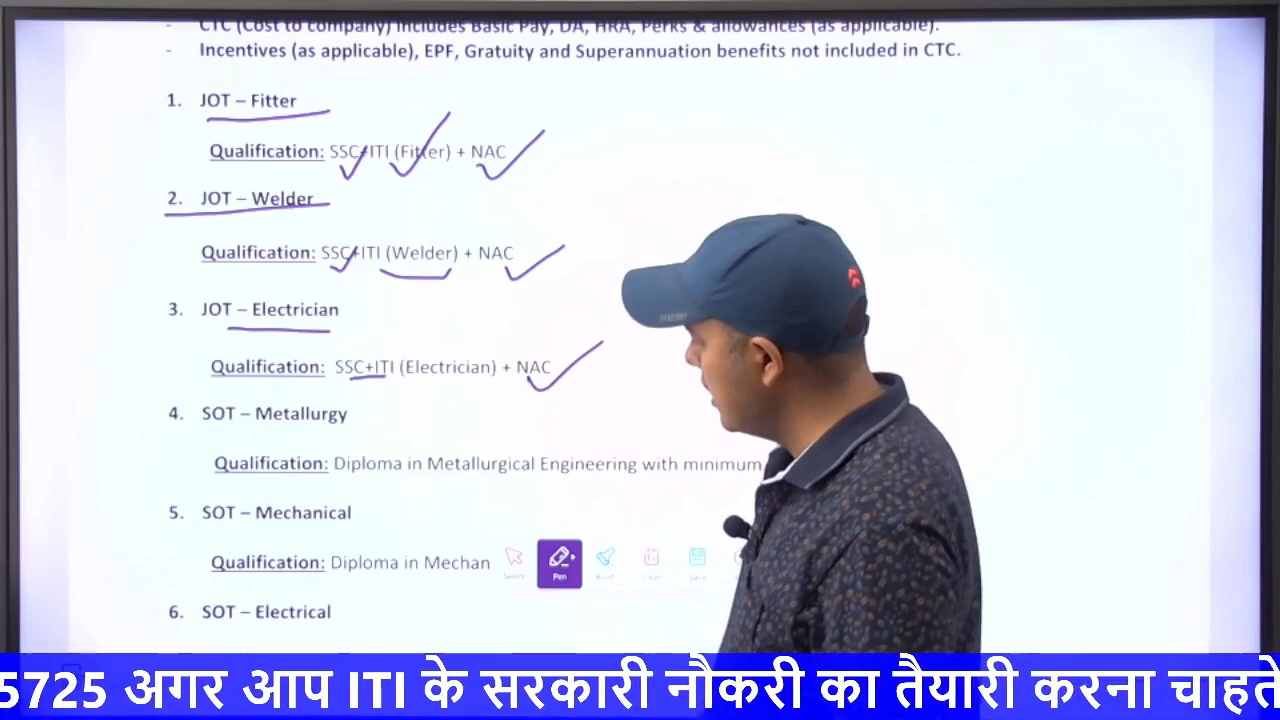 CTC (Cost to company) includes Basic Pay, DA, HRA, Perks & allowances (as applicable).
- Incentives (as applicable), EPF, Gratuity and Superannuation benefits not included in CTC.
1. JOT – Fitter
Qualification: SSC+ITI (Fitter) + NAC
2. JOT – Welder
Qualification: SSC+ITI (Welder) + NAC
3. JOT – Electrician
Qualification: SSC+ITI (Electrician) + NAC
4. SOT – Metallurgy
Qualification: Diploma in Metallurgical Engineering with minimum
5. SOT – Mechanical
Qualification: Diploma in Mechan
Select Pen Clean Save
6. SOT – Electrical
5725 अगर आप ITI के सरकारी नौकरी का तैयारी करना चाहते